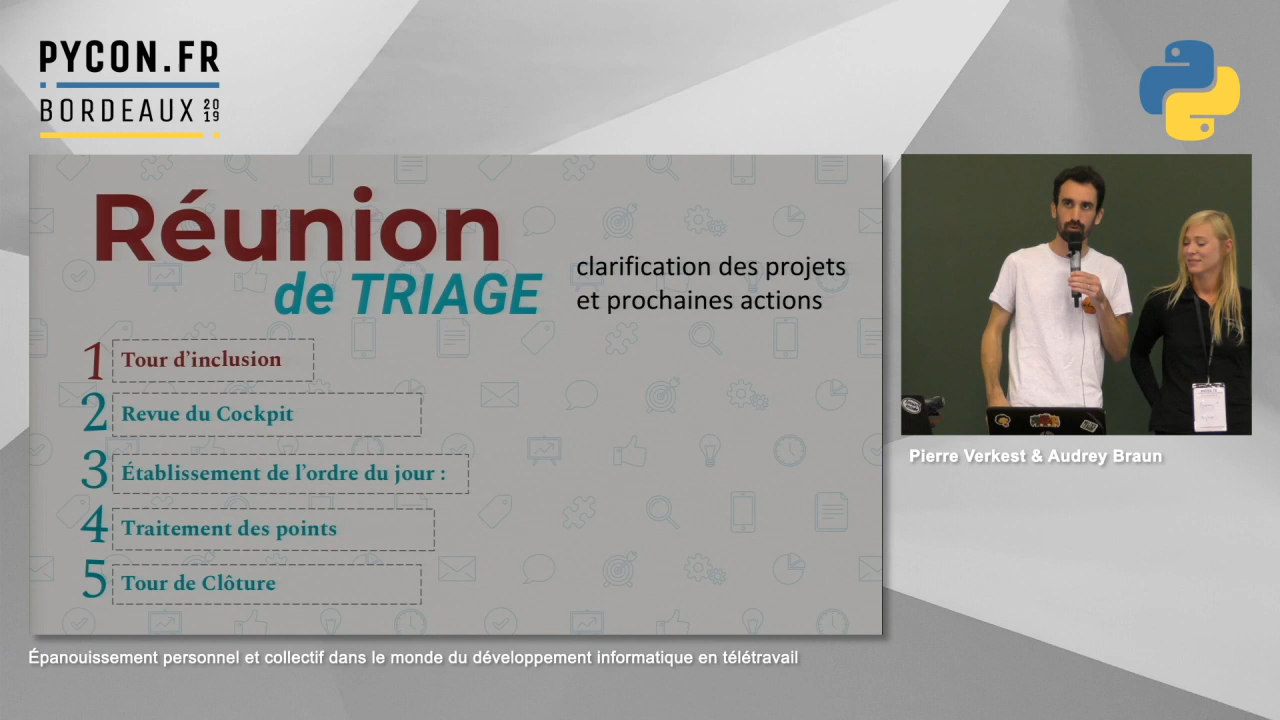 PYCON.FR
BORDEAUX 2019
Réunion
de TRIAGE
clarification des projets
et prochaines actions
1 Tour d’inclusion
2 Revue du Cockpit
3 Établissement de l’ordre du jour :
4 Traitement des points
5 Tour de Clôture
Pierre Verkest & Audrey Braun
Épanouissement personnel et collectif dans le monde du développement informatique en télétravail